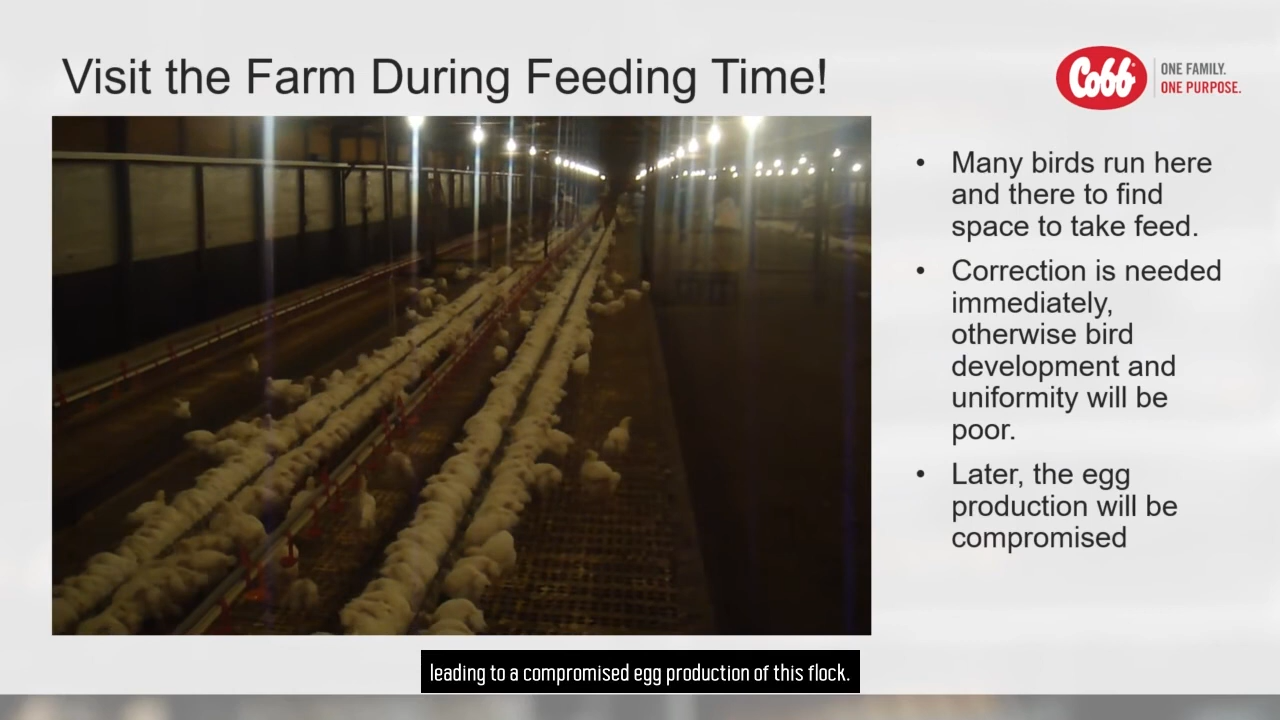 Visit the Farm During Feeding Time!
Cobb
ONE FAMILY.
ONE PURPOSE.
• Many birds run here
and there to find
space to take feed.
• Correction is needed
immediately,
otherwise bird
development and
uniformity will be
poor.
• Later, the egg
production will be
compromised
leading to a compromised egg production of this flock.